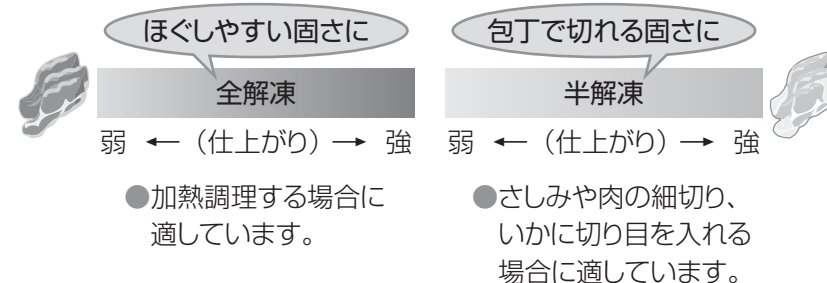 ほぐしやすい固さに
全解凍
弱 ← (仕上がり) → 強
●加熱調理する場合に
適しています。
包丁で切れる固さに
半解凍
弱 ← (仕上がり) → 強
●さしみや肉の細切り、
いかに切り目を入れる
場合に適しています。